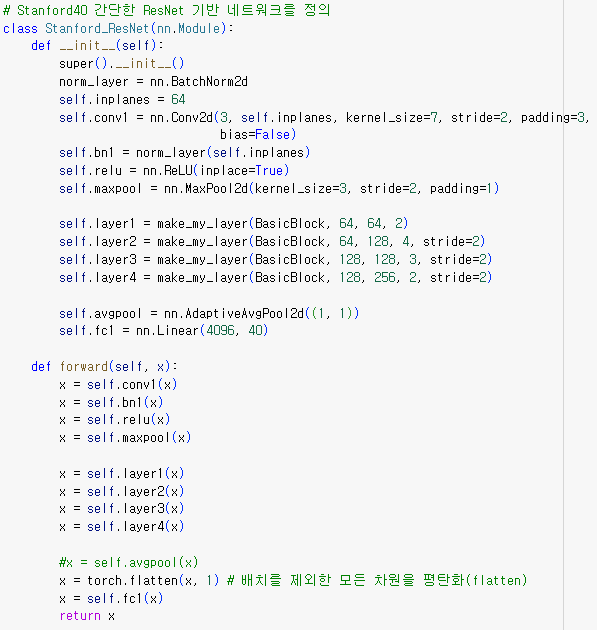 # Stanford40 간단한 ResNet 기반 네트워크를 정의
class Stanford_ResNet(nn.Module):
    def __init__(self):
        super().__init__()
        norm_layer = nn.BatchNorm2d
        self.inplanes = 64
        self.conv1 = nn.Conv2d(3, self.inplanes, kernel_size=7, stride=2, padding=3,
                               bias=False)
        self.bn1 = norm_layer(self.inplanes)
        self.relu = nn.ReLU(inplace=True)
        self.maxpool = nn.MaxPool2d(kernel_size=3, stride=2, padding=1)

        self.layer1 = make_my_layer(BasicBlock, 64, 64, 2)
        self.layer2 = make_my_layer(BasicBlock, 64, 128, 4, stride=2)
        self.layer3 = make_my_layer(BasicBlock, 128, 128, 3, stride=2)
        self.layer4 = make_my_layer(BasicBlock, 128, 256, 2, stride=2)

        self.avgpool = nn.AdaptiveAvgPool2d((1, 1))
        self.fc1 = nn.Linear(4096, 40)

    def forward(self, x):
        x = self.conv1(x)
        x = self.bn1(x)
        x = self.relu(x)
        x = self.maxpool(x)

        x = self.layer1(x)
        x = self.layer2(x)
        x = self.layer3(x)
        x = self.layer4(x)

        #x = self.avgpool(x)
        x = torch.flatten(x, 1) # 배치를 제외한 모든 차원을 평탄화(flatten)
        x = self.fc1(x)
        return x